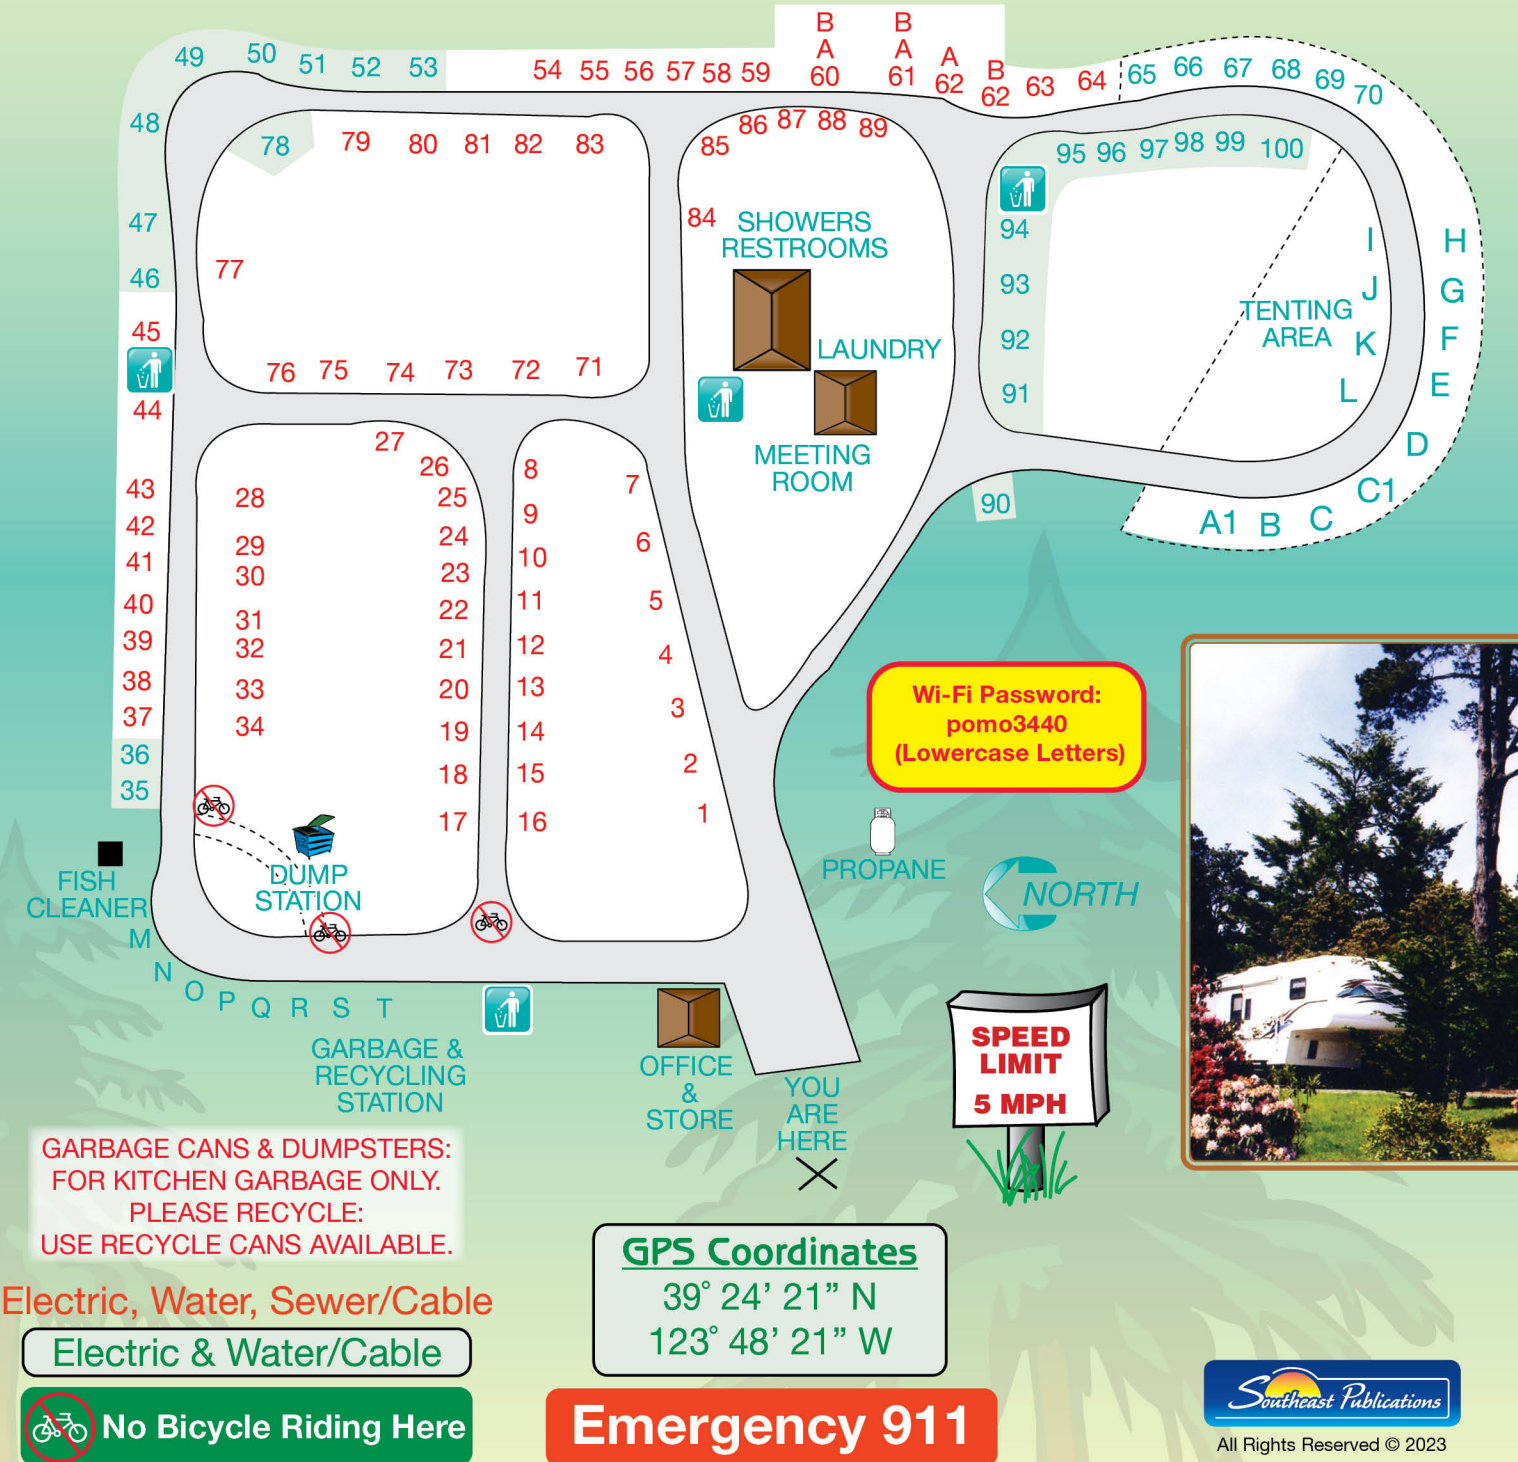 B
B
A
A
A
B
49
50
51
52
53
54
55
56
57
58
59
60
61
62
62
63
64
65
66
67
68
69
70
48
78
79
80
81
82
83
85
86
87
88
89
95
96
97
98
99
100
47
84
SHOWERS
RESTROOMS
94
I
H
46
77
93
J
G
45
TENTING
AREA
K
F
LAUNDRY
92
76
75
74
73
72
71
91
L
E
44
27
26
8
7
MEETING
ROOM
D
43
28
25
9
90
C1
42
A1
B
C
41
29
24
10
6
30
23
40
31
22
11
5
39
32
21
12
4
38
33
20
13
37
34
19
14
3
Wi-Fi Password:
pomo3440
(Lowercase Letters)
36
18
15
2
35
17
16
1
FISH
CLEANER
DUMP
STATION
PROPANE
NORTH
M
N
O
P
Q
R
S
T
GARBAGE &
RECYCLING
STATION
OFFICE
&
STORE
YOU
ARE
HERE
SPEED
LIMIT
5 MPH
GARBAGE CANS & DUMPSTERS:
FOR KITCHEN GARBAGE ONLY.
PLEASE RECYCLE:
USE RECYCLE CANS AVAILABLE.
Electric, Water, Sewer/Cable
Electric & Water/Cable
No Bicycle Riding Here
GPS Coordinates
39° 24’ 21” N
123° 48’ 21” W
Emergency 911
Southeast Publications
All Rights Reserved © 2023